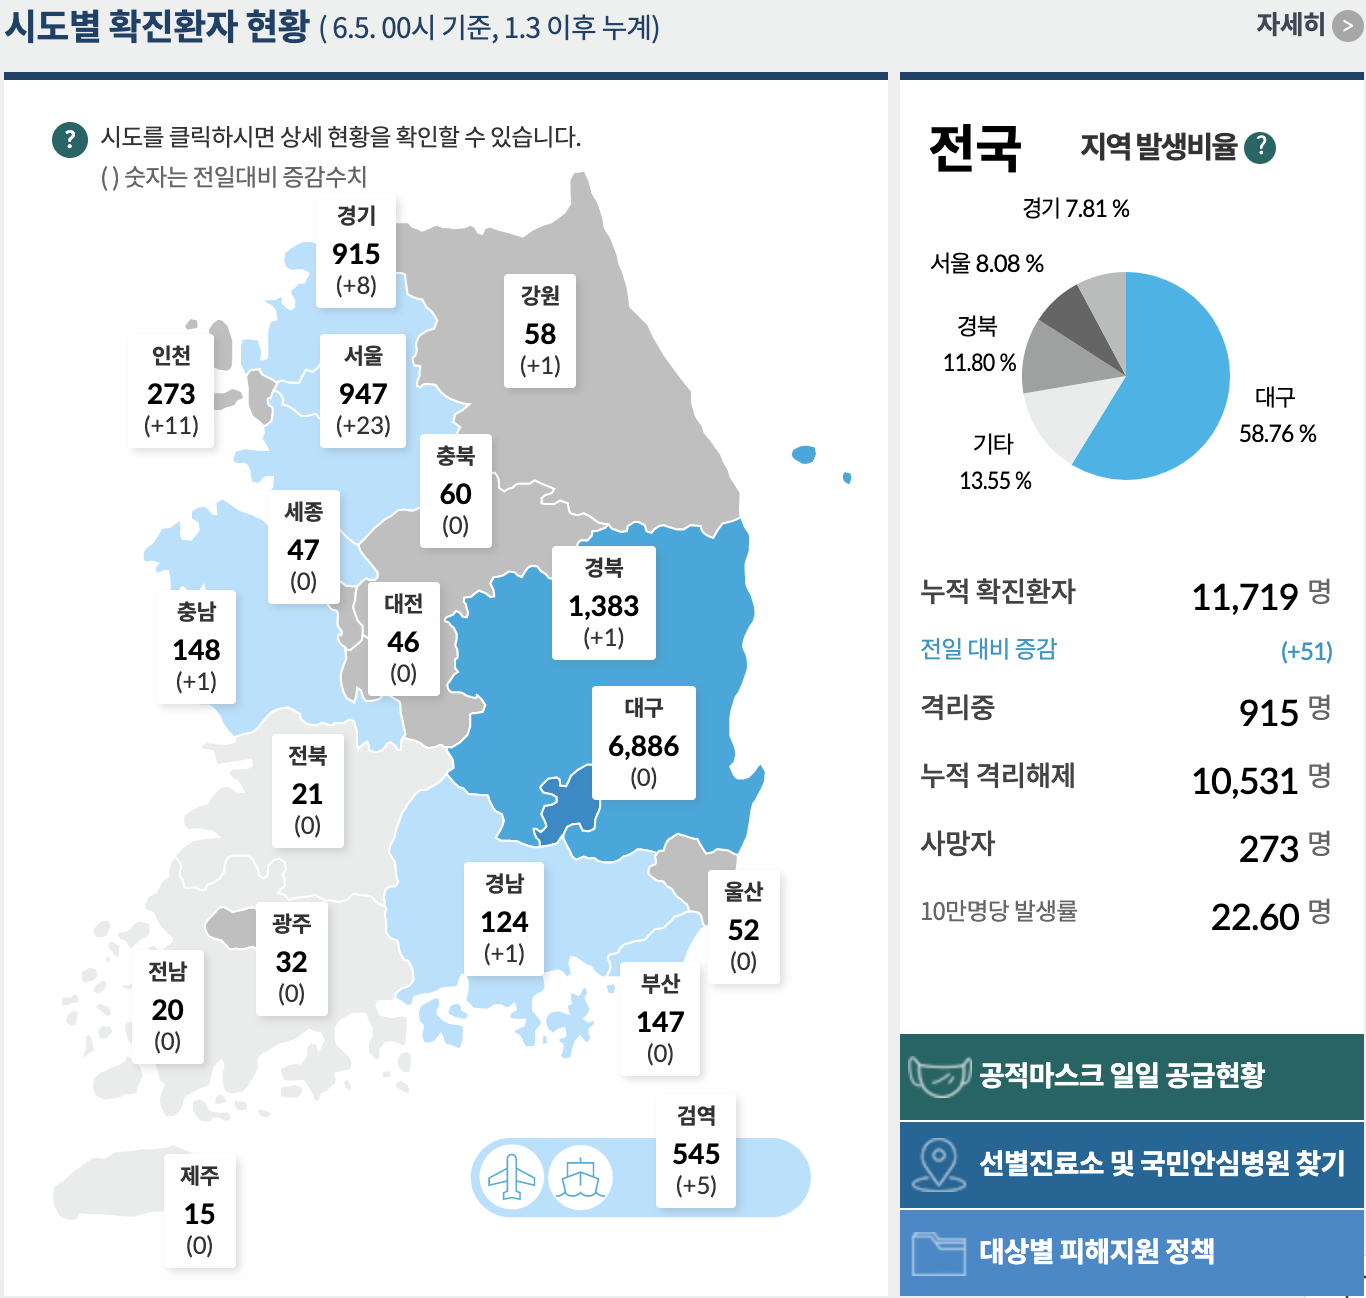 시도별 확진환자 현황 ( 6.5. 00시 기준, 1.3 이후 누계)
자세히 >
? 시도를 클릭하시면 상세 현황을 확인할 수 있습니다.
( ) 숫자는 전일대비 증감수치
경기
915
(+8)
강원
58
(+1)
인천
273
(+11)
서울
947
(+23)
충북
60
(0)
세종
47
(0)
경북
1,383
(+1)
대전
46
(0)
충남
148
(+1)
대구
6,886
(0)
전북
21
(0)
경남
124
(+1)
울산
52
(0)
광주
32
(0)
전남
20
(0)
부산
147
(0)
검역
545
(+5)
제주
15
(0)
전국
지역 발생비율 ?
경기 7.81 %
서울 8.08 %
경북
11.80 %
대구
58.76 %
기타
13.55 %
누적 확진환자 11,719 명
전일 대비 증감 (+51)
격리중 915 명
누적 격리해제 10,531 명
사망자 273 명
10만명당 발생률 22.60 명
공적마스크 일일 공급현황
선별진료소 및 국민안심병원 찾기
대상별 피해지원 정책